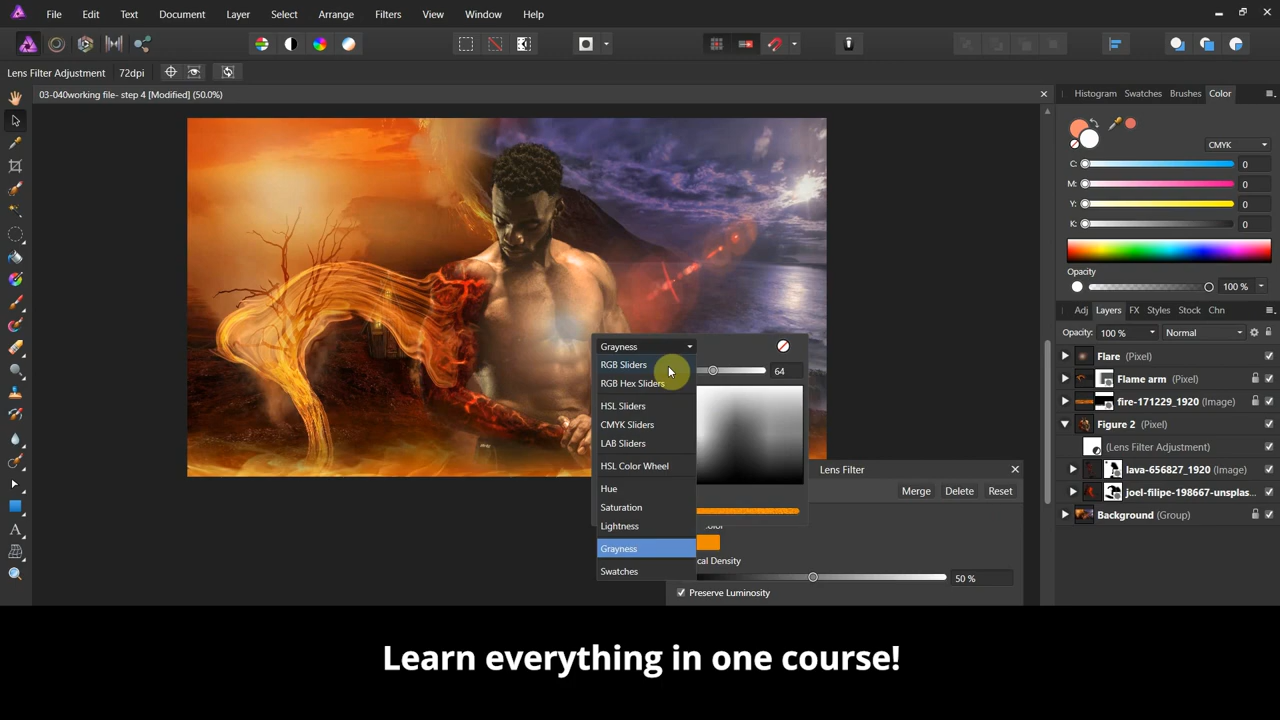 File Edit Text Document Layer Select Arrange Filters View Window Help
Lens Filter Adjustment 72dpi
03-040working file- step 4 [Modified] (50.0%)
Histogram Swatches Brushes Color
CMYK
C: 0
M: 0
Y: 0
K: 0
Opacity
100 %
Adj Layers FX Styles Stock Chn
Opacity: 100 % Normal
Flare (Pixel)
Flame arm (Pixel)
fire-171229_1920 (Image)
Figure 2 (Pixel)
(Lens Filter Adjustment)
lava-656827_1920 (Image)
joel-filipe-198667-unsplas...
Background (Group)
Grayness
RGB Sliders
64
RGB Hex Sliders
HSL Sliders
CMYK Sliders
LAB Sliders
HSL Color Wheel
Hue
Saturation
Lightness
Grayness
Swatches
Lens Filter
Merge Delete Reset
cal Density
50 %
Preserve Luminosity
Learn everything in one course!